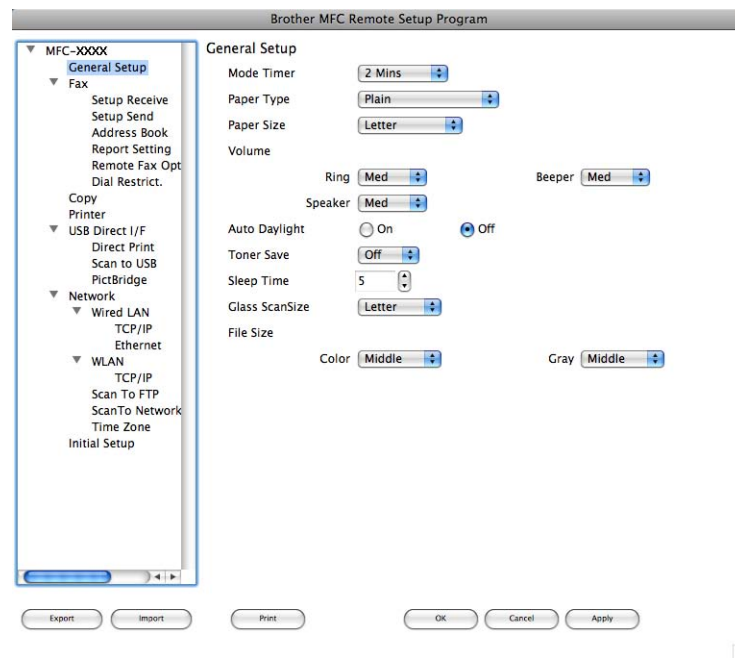 Brother MFC Remote Setup Program
MFC-XXXX
General Setup
Fax
Setup Receive
Setup Send
Address Book
Report Setting
Remote Fax Opt
Dial Restrict.
Copy
Printer
USB Direct I/F
Direct Print
Scan to USB
PictBridge
Network
Wired LAN
TCP/IP
Ethernet
WLAN
TCP/IP
Scan To FTP
ScanTo Network
Time Zone
Initial Setup
General Setup
Mode Timer 2 Mins
Paper Type Plain
Paper Size Letter
Volume
Ring Med Beeper Med
Speaker Med
Auto Daylight On Off
Toner Save Off
Sleep Time 5
Glass ScanSize Letter
File Size
Color Middle Gray Middle
Export Import Print OK Cancel Apply